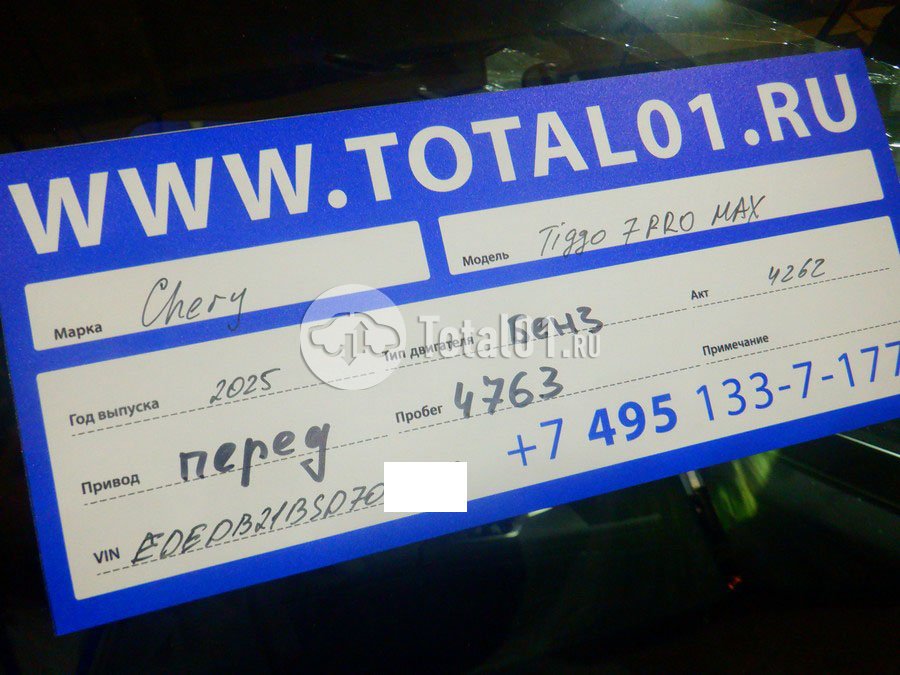 WWW.TOTAL01.RU
Марка Chery Модель Tiggo 7 PRO MAX
Год выпуска 2025 Тип двигателя Бенз Акт 4262
Total01.RU
Привод перед Пробег 4763 Примечание
+7 495 133-7-177
VIN EDEDB21BSD70